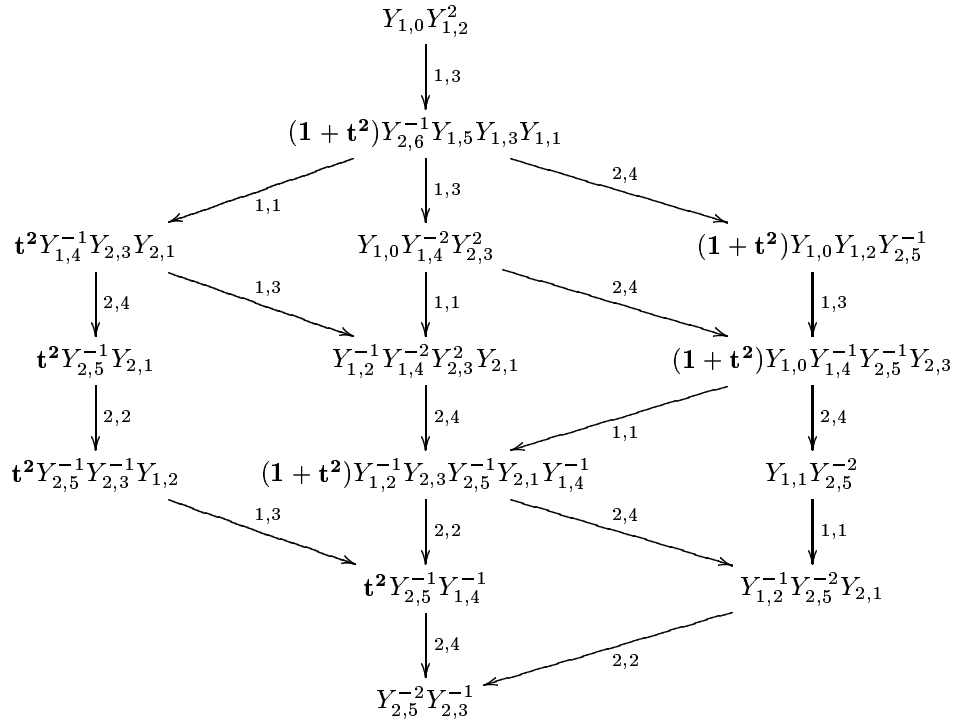 Y_{1,0}Y_{1,2}^{2}
1,3
(1 + t^2)Y_{2,6}^{-1}Y_{1,5}Y_{1,3}Y_{1,1}
1,1 1,3 2,4
t^2Y_{1,4}^{-1}Y_{2,3}Y_{2,1} Y_{1,0}Y_{1,4}^{-2}Y_{2,3}^{2} (1 + t^2)Y_{1,0}Y_{1,2}Y_{2,5}^{-1}
2,4 1,3 1,1 2,4 1,3
t^2Y_{2,5}^{-1}Y_{2,1} Y_{1,2}^{-1}Y_{1,4}^{-2}Y_{2,3}^{2}Y_{2,1} (1 + t^2)Y_{1,0}Y_{1,4}^{-1}Y_{2,5}^{-1}Y_{2,3}
2,2 2,4 1,1 2,4
t^2Y_{2,5}^{-1}Y_{2,3}^{-1}Y_{1,2} (1 + t^2)Y_{1,2}^{-1}Y_{2,3}Y_{2,5}^{-1}Y_{2,1}Y_{1,4}^{-1} Y_{1,1}Y_{2,5}^{-2}
1,3 2,2 2,4 1,1
t^2Y_{2,5}^{-1}Y_{1,4}^{-1} Y_{1,2}^{-1}Y_{2,5}^{-2}Y_{2,1}
2,4 2,2
Y_{2,5}^{-2}Y_{2,3}^{-1}